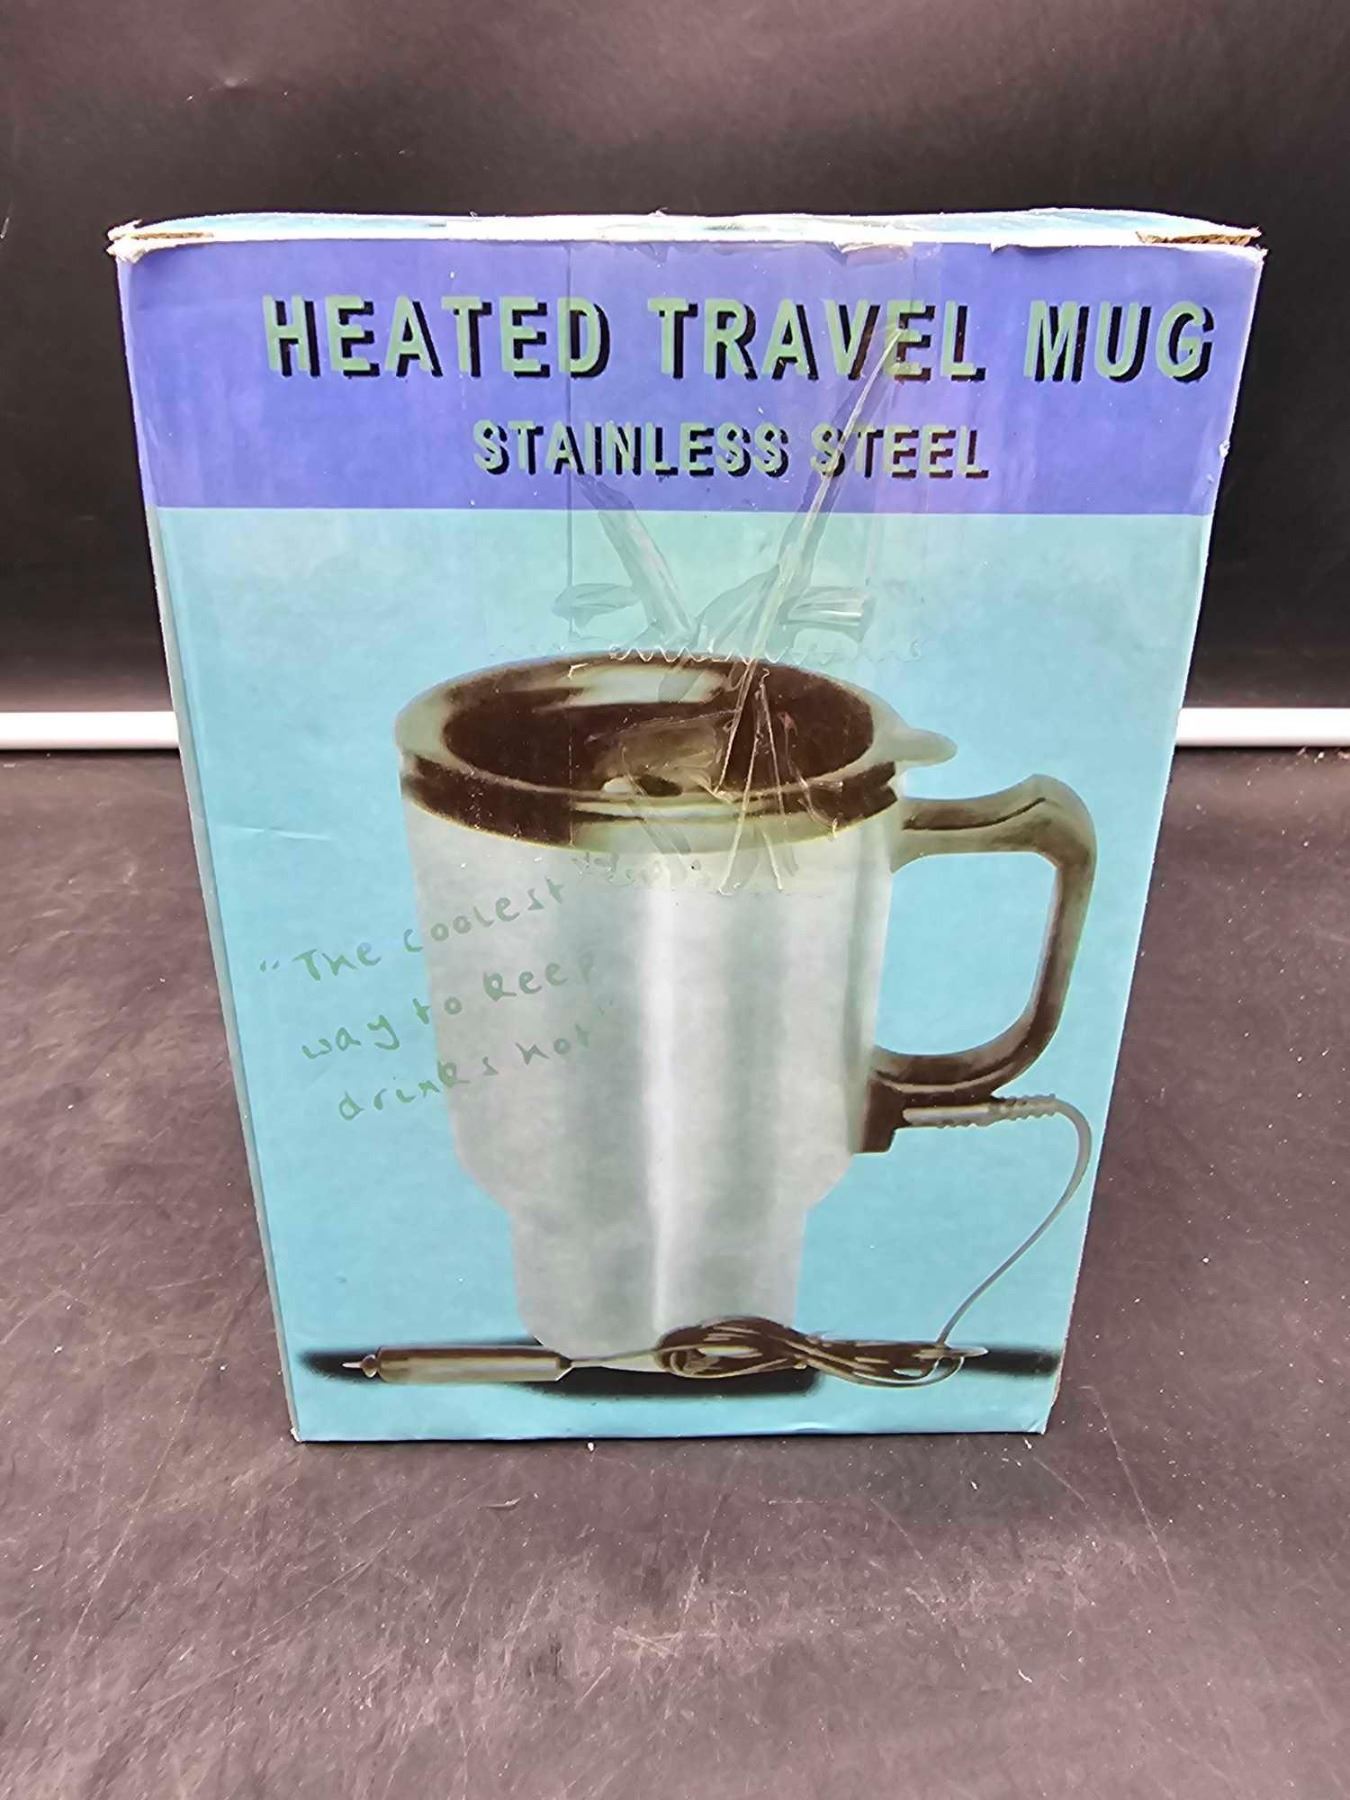 HEATED TRAVEL MUG
STAINLESS STEEL
"The coolest
way to keep
drinks hot"